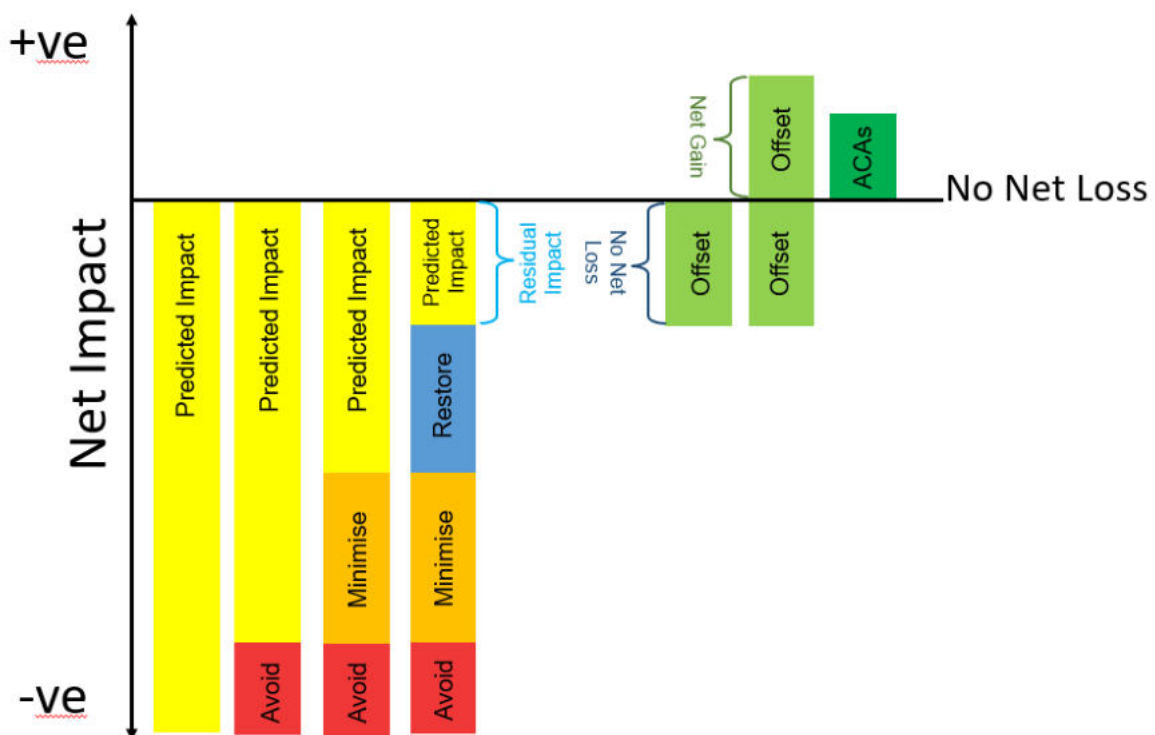 +ve
Net Impact
-ve
No Net Loss
Predicted Impact
Predicted Impact
Avoid
Predicted Impact
Minimise
Avoid
Predicted
Impact
Restore
Minimise
Avoid
Residual
Impact
No Net
Loss
Offset
Net Gain
Offset
Offset
ACAs